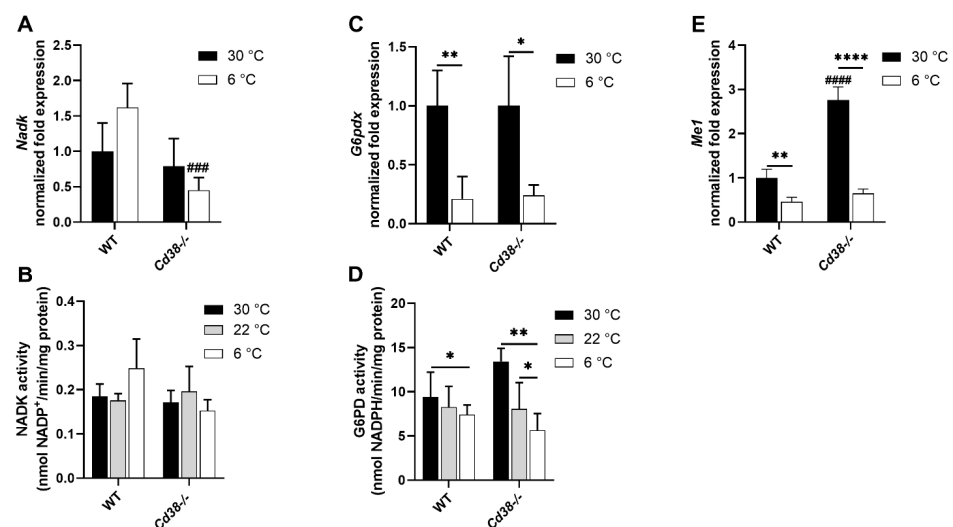 A
Nadk
normalized fold expression
2.5
2.0
1.5
1.0
0.5
0.0
###
30 °C
6 °C
WT
Cd38-/-
C
G6pdx
normalized fold expression
1.5
1.0
0.5
0.0
**
*
30 °C
6 °C
WT
Cd38-/-
E
Me1
normalized fold expression
4
3
2
1
0
**
####
****
30 °C
6 °C
WT
Cd38-/-
B
NADK activity
(nmol NADP+/min/mg protein)
0.4
0.3
0.2
0.1
0.0
30 °C
22 °C
6 °C
WT
Cd38-/-
D
G6PD activity
(nmol NADPH/min/mg protein)
20
15
10
5
0
*
**
*
30 °C
22 °C
6 °C
WT
Cd38-/-